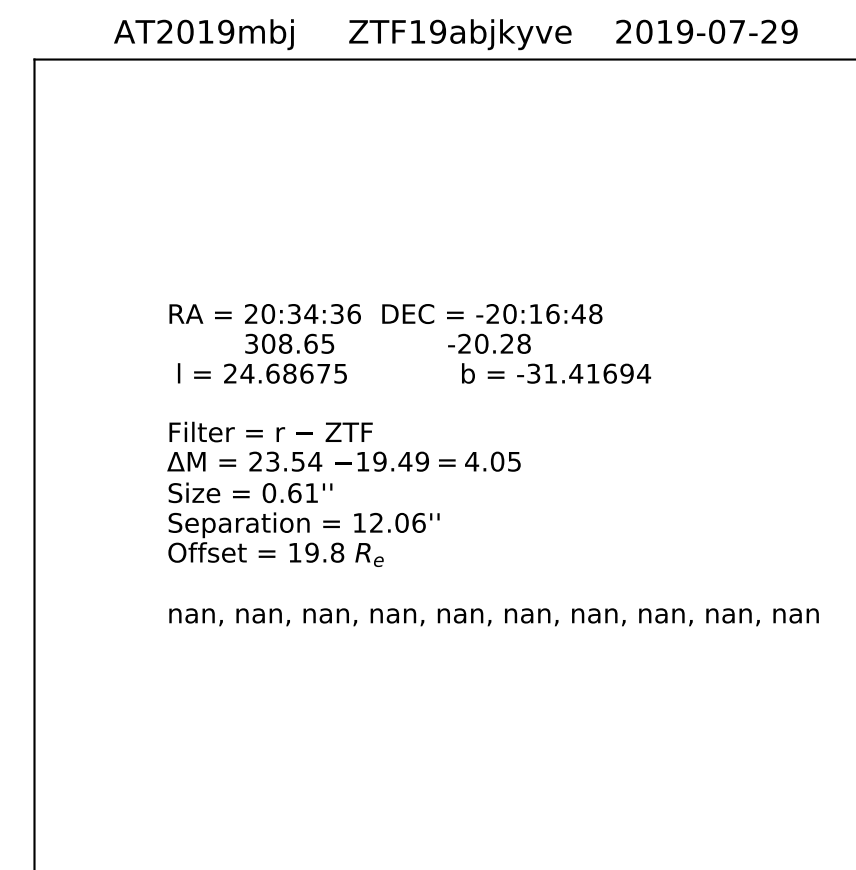 AT2019mbj ZTF19abjkyve 2019-07-29
RA = 20:34:36 DEC = -20:16:48
308.65 -20.28
l = 24.68675 b = -31.41694
Filter = r − ZTF
ΔM = 23.54 −19.49 = 4.05
Size = 0.61''
Separation = 12.06''
Offset = 19.8 Re
nan, nan, nan, nan, nan, nan, nan, nan, nan, nan